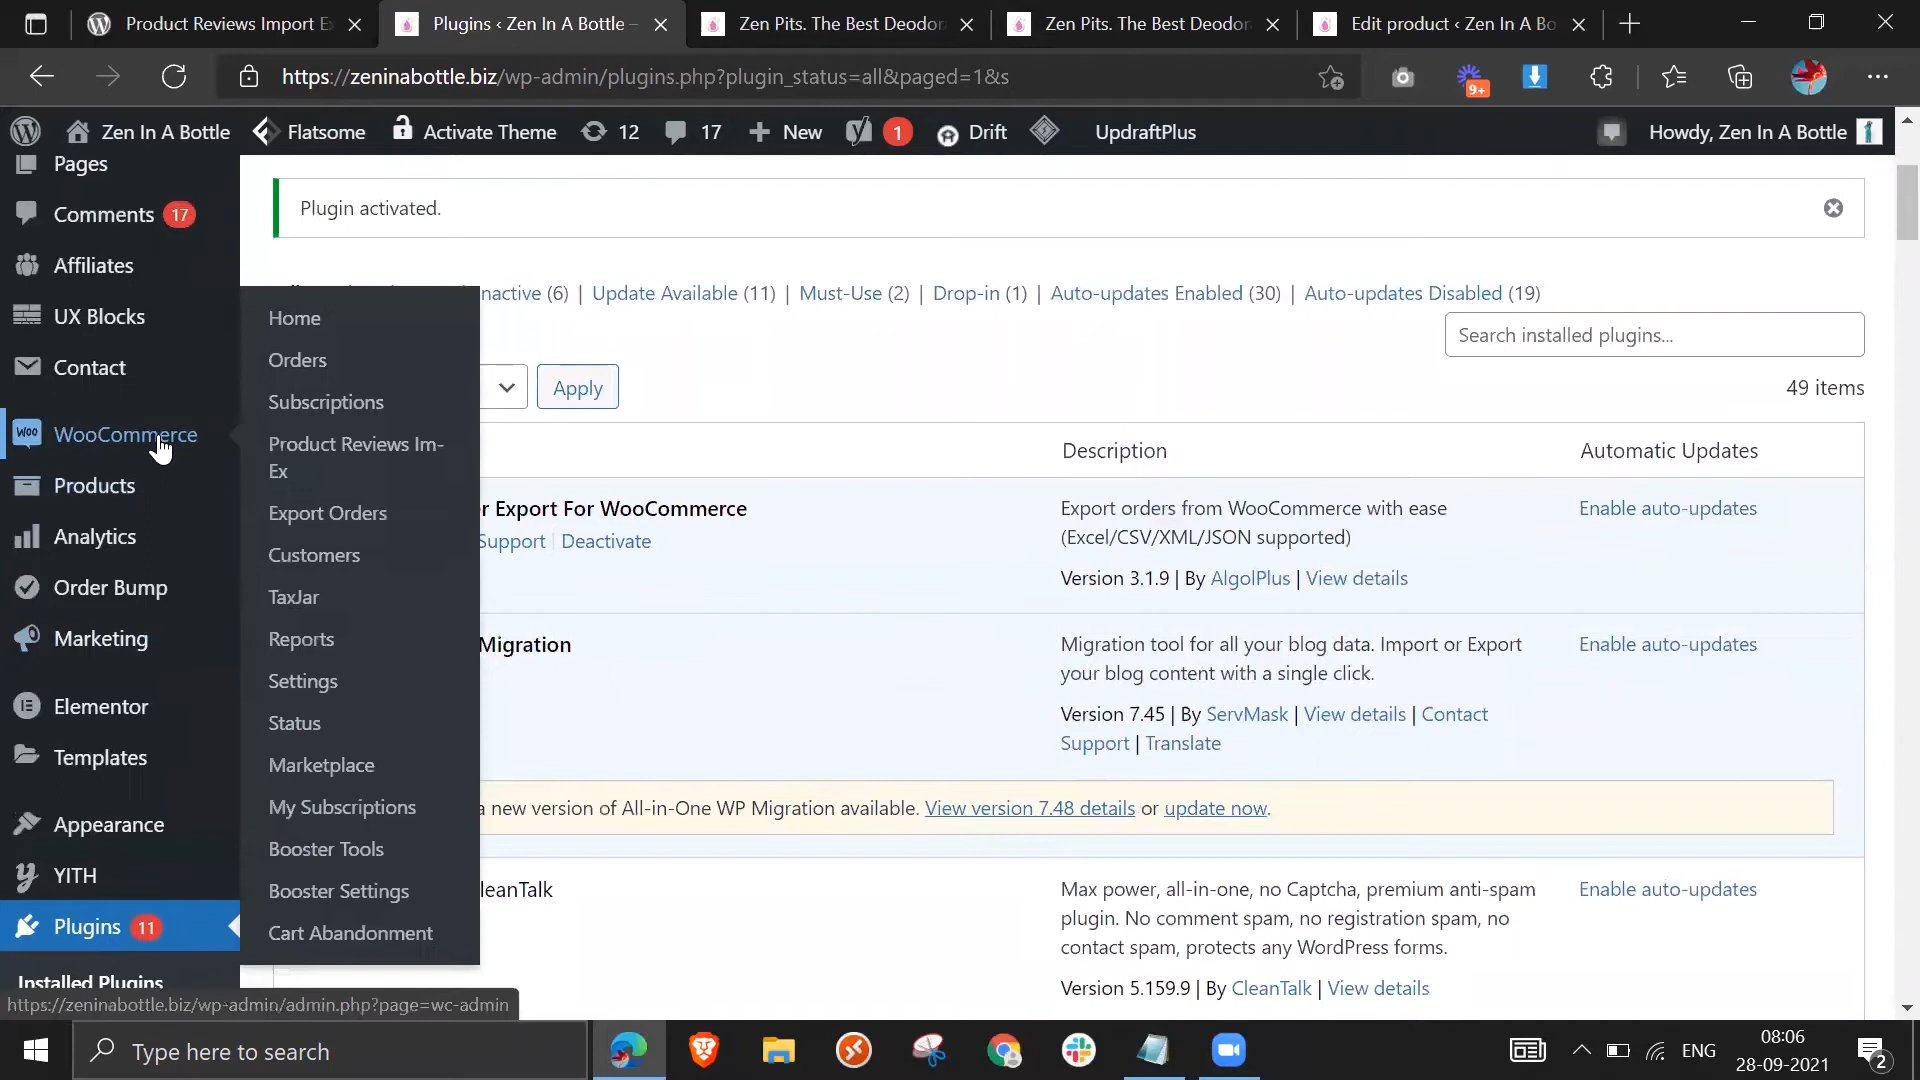 Product Reviews Import E
Plugins ‹ Zen In A Bottle –
Zen Pits. The Best Deodor
Zen Pits. The Best Deodor
Edit product ‹ Zen In A Bo
https://zeninabottle.biz/wp-admin/plugins.php?plugin_status=all&paged=1&s
9+
Zen In A Bottle
Flatsome
Activate Theme
12
17
New
1
Drift
UpdraftPlus
Howdy, Zen In A Bottle
Pages
Comments 17
Affiliates
UX Blocks
Contact
Woo WooCommerce
Products
Analytics
Order Bump
Marketing
Elementor
Templates
Appearance
YITH
Plugins 11
Installed Plugins
Home
Orders
Subscriptions
Product Reviews Im-
Ex
Export Orders
Customers
TaxJar
Reports
Settings
Status
Marketplace
My Subscriptions
Booster Tools
Booster Settings
Cart Abandonment
Plugin activated.
nactive (6) | Update Available (11) | Must-Use (2) | Drop-in (1) | Auto-updates Enabled (30) | Auto-updates Disabled (19)
Search installed plugins...
Apply
49 items
Description
Automatic Updates
r Export For WooCommerce
Support | Deactivate
Export orders from WooCommerce with ease
(Excel/CSV/XML/JSON supported)
Version 3.1.9 | By AlgolPlus | View details
Enable auto-updates
Migration
Migration tool for all your blog data. Import or Export
your blog content with a single click.
Version 7.45 | By ServMask | View details | Contact
Support | Translate
Enable auto-updates
a new version of All-in-One WP Migration available. View version 7.48 details or update now.
leanTalk
Max power, all-in-one, no Captcha, premium anti-spam
plugin. No comment spam, no registration spam, no
contact spam, protects any WordPress forms.
Version 5.159.9 | By CleanTalk | View details
Enable auto-updates
https://zeninabottle.biz/wp-admin/admin.php?page=wc-admin
Type here to search
ENG
08:06
28-09-2021
2